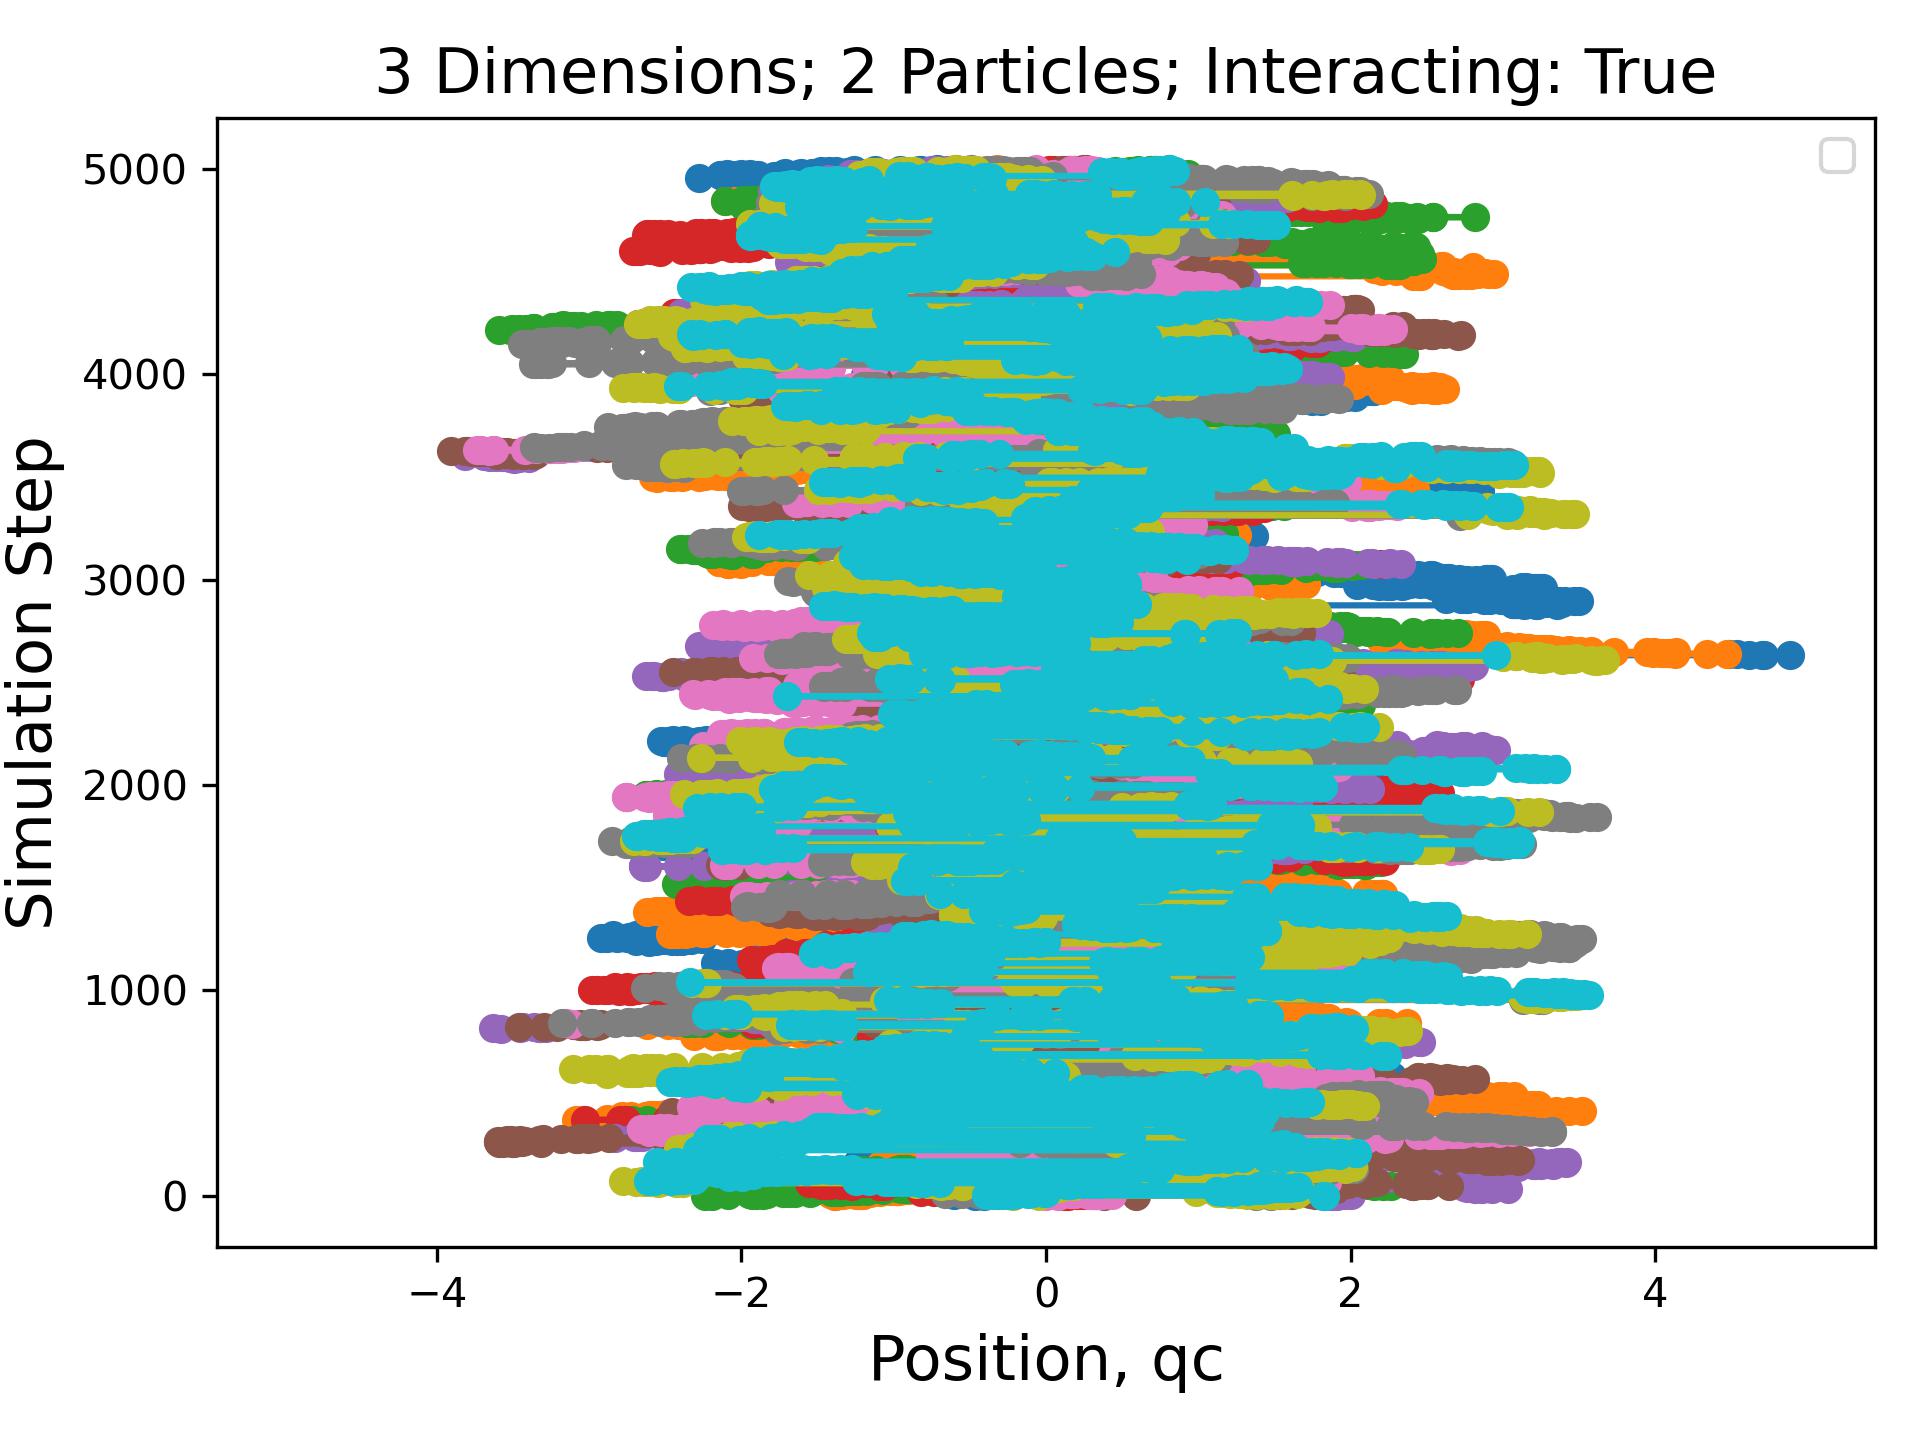 3 Dimensions; 2 Particles; Interacting: True
5000
4000
3000
2000
1000
0
Simulation Step
−4 −2 0 2 4
Position, qc